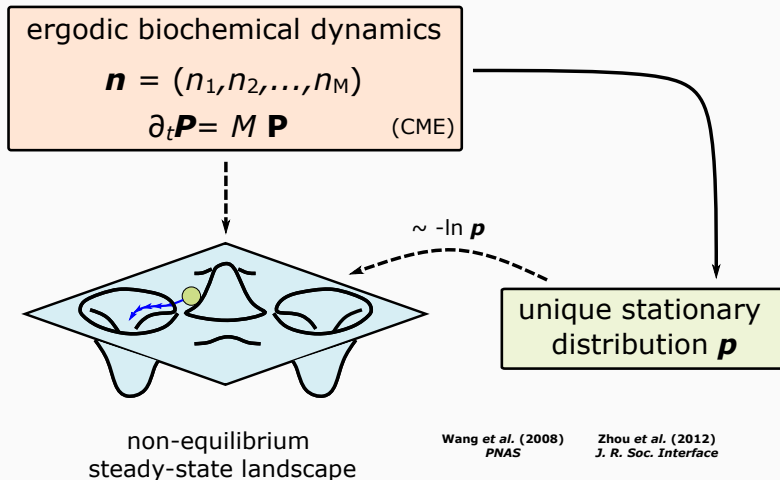 ergodic biochemical dynamics
n = (n₁,n₂,...,n_M)
∂ₜP= M P (CME)
~ -ln p
unique stationary
distribution p
non-equilibrium
steady-state landscape
Wang et al. (2008)
PNAS
Zhou et al. (2012)
J. R. Soc. Interface